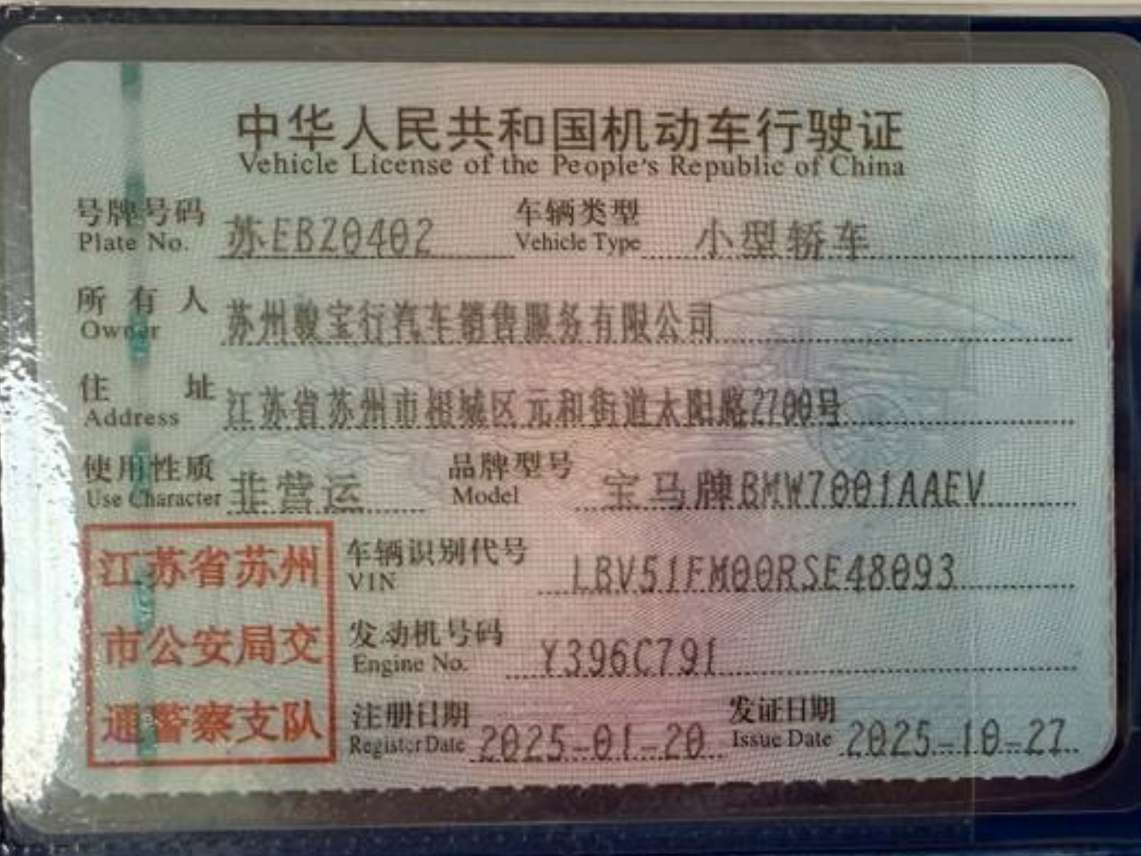 中华人民共和国机动车行驶证
Vehicle License of the People's Republic of China
号牌号码 苏EBZ0402 车辆类型 小型轿车
Plate No. Vehicle Type
所有人 苏州骏宝行汽车销售服务有限公司
Owner
住址 江苏省苏州市相城区元和街道太阳路2700号
Address
使用性质 非营运 品牌型号 宝马牌BMW7001AAEV
Use Character Model
江苏省苏州
市公安局交
通警察支队
车辆识别代号 LBV51FM00RSE48093
VIN
发动机号码 Y396C791
Engine No.
注册日期 2025-01-20 发证日期 2025-10-27
Register Date Issue Date